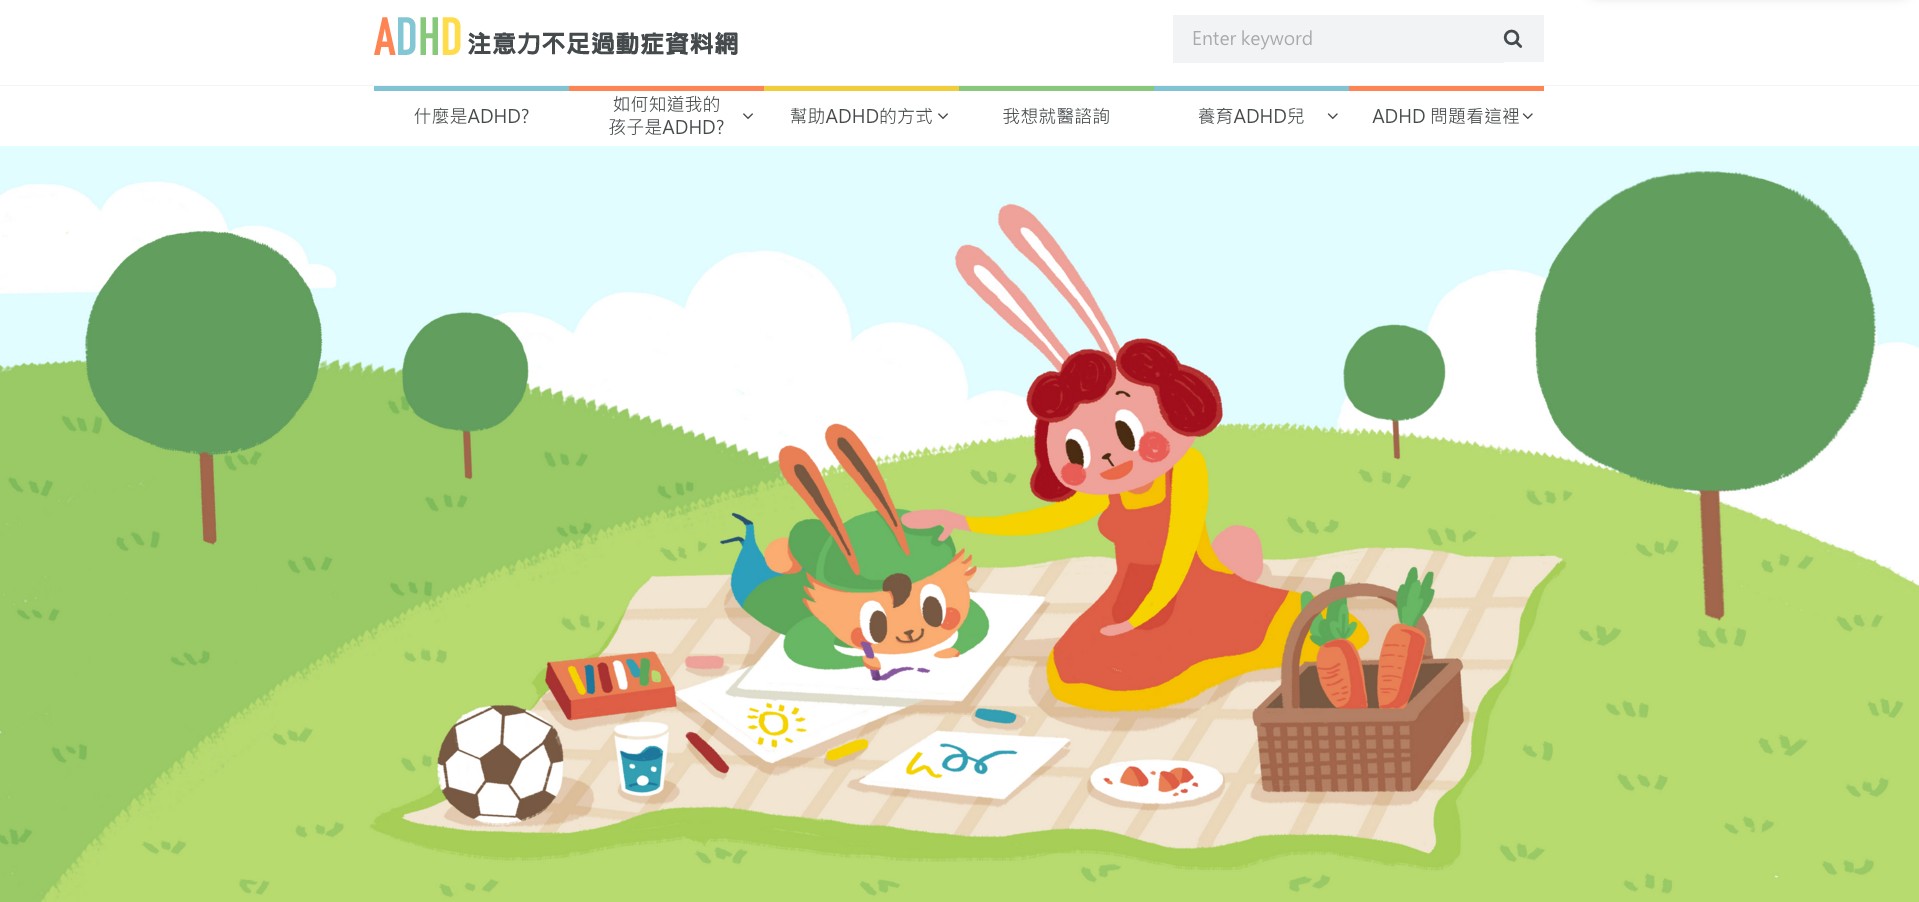 ADHD 注意力不足過動症資料網
Enter keyword
什麼是ADHD?
如何知道我的
孩子是ADHD?
幫助ADHD的方式
我想就醫諮詢
養育ADHD兒
ADHD 問題看這裡